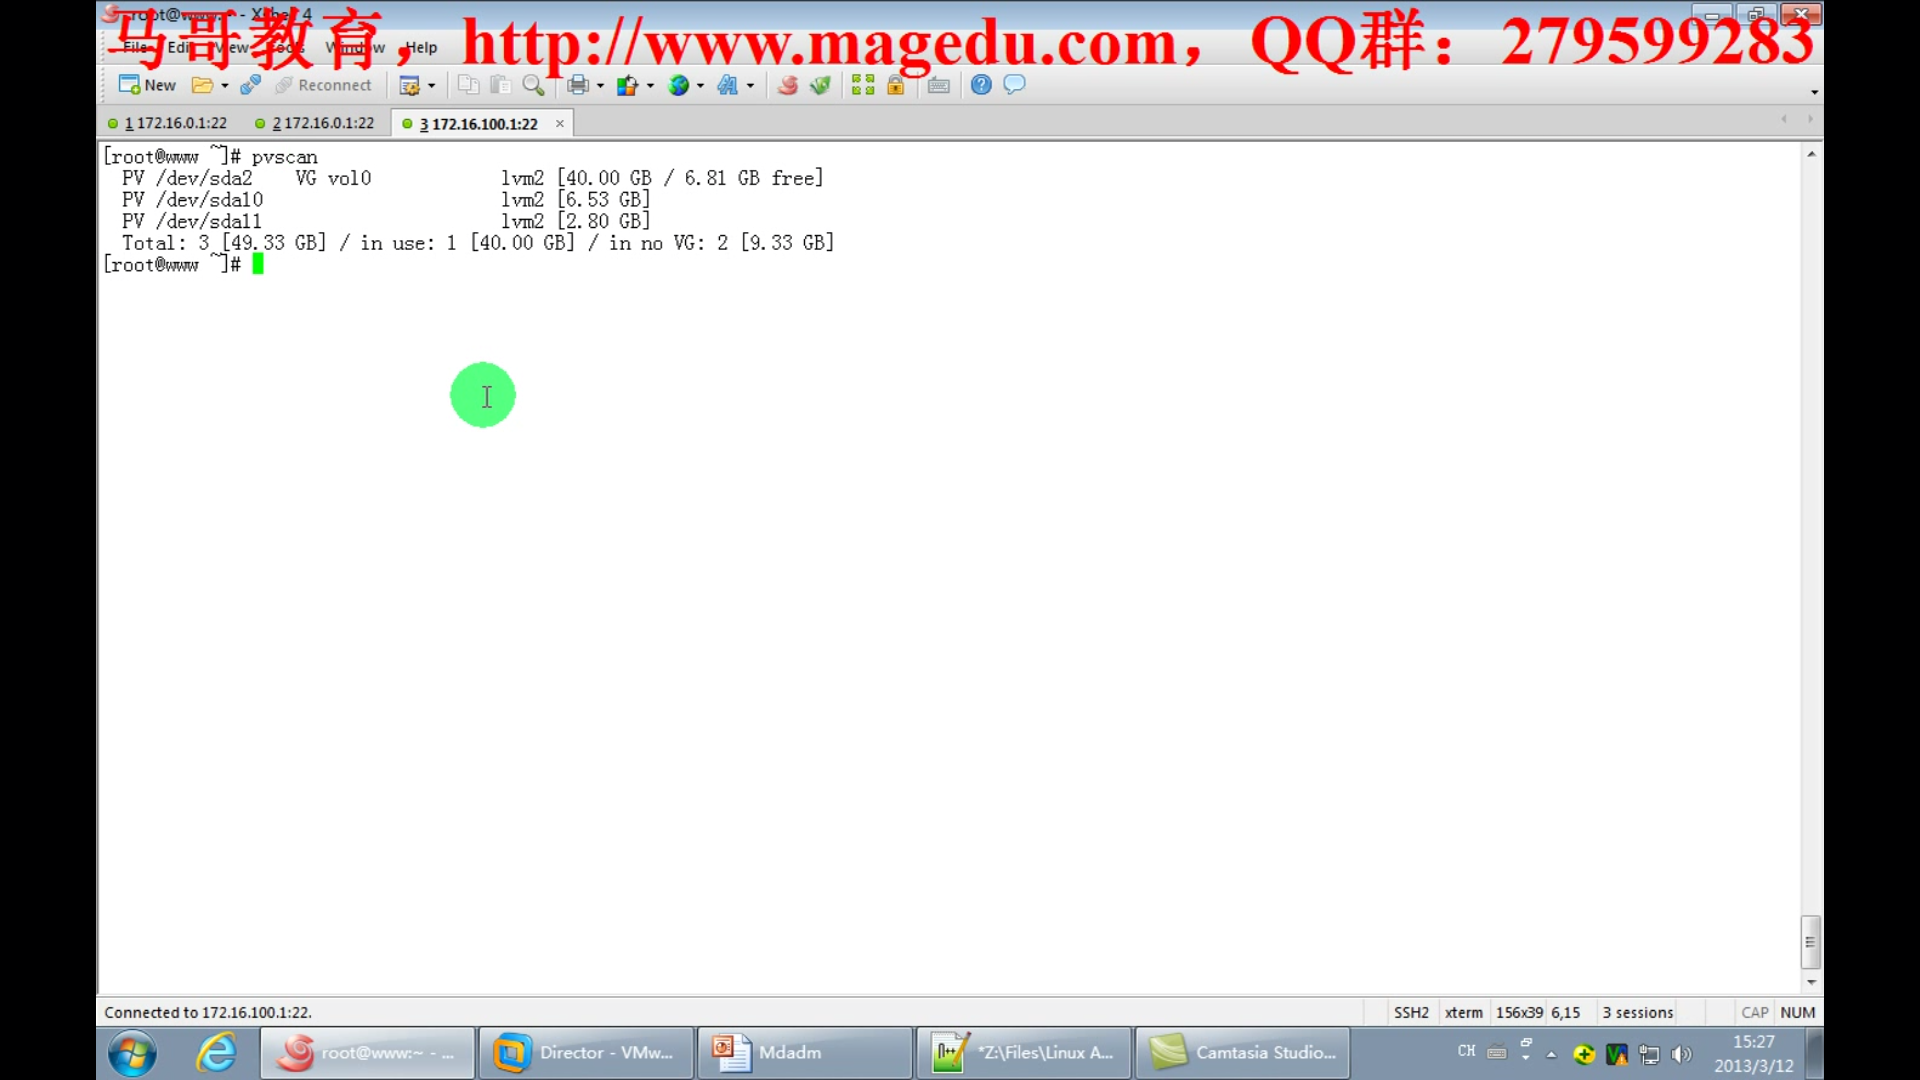 root@www:~ - Xshell 4
马哥教育，http://www.magedu.com，QQ群：279599283
File Edit View Tools Window Help
New Reconnect
1 172.16.0.1:22 2 172.16.0.1:22 3 172.16.100.1:22
[root@www ~]# pvscan
PV /dev/sda2 VG vol0 lvm2 [40.00 GB / 6.81 GB free]
PV /dev/sda10 lvm2 [6.53 GB]
PV /dev/sda11 lvm2 [2.80 GB]
Total: 3 [49.33 GB] / in use: 1 [40.00 GB] / in no VG: 2 [9.33 GB]
[root@www ~]#
Connected to 172.16.100.1:22. SSH2 xterm 156x39 6,15 3 sessions CAP NUM
root@www:~ - ... Director - VMw... Mdadm *Z:\Files\Linux A... Camtasia Studio... CH 15:27
2013/3/12